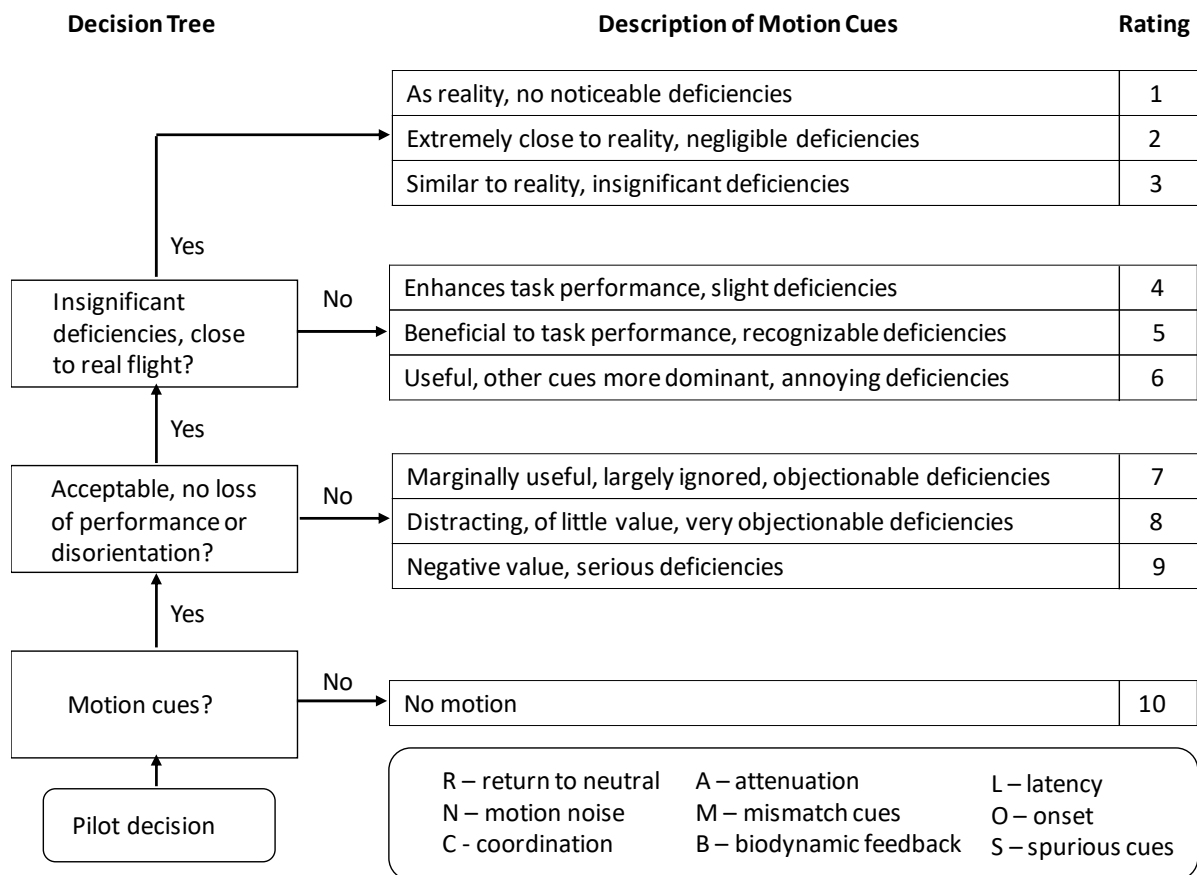 Decision Tree
Description of Motion Cues
Rating
As reality, no noticeable deficiencies
1
Extremely close to reality, negligible deficiencies
2
Similar to reality, insignificant deficiencies
3
Yes
Insignificant
deficiencies, close
to real flight?
No
Enhances task performance, slight deficiencies
4
Beneficial to task performance, recognizable deficiencies
5
Useful, other cues more dominant, annoying deficiencies
6
Yes
Acceptable, no loss
of performance or
disorientation?
No
Marginally useful, largely ignored, objectionable deficiencies
7
Distracting, of little value, very objectionable deficiencies
8
Negative value, serious deficiencies
9
Yes
Motion cues?
No
No motion
10
Pilot decision
R – return to neutral
N – motion noise
C - coordination
A – attenuation
M – mismatch cues
B – biodynamic feedback
L – latency
O – onset
S – spurious cues